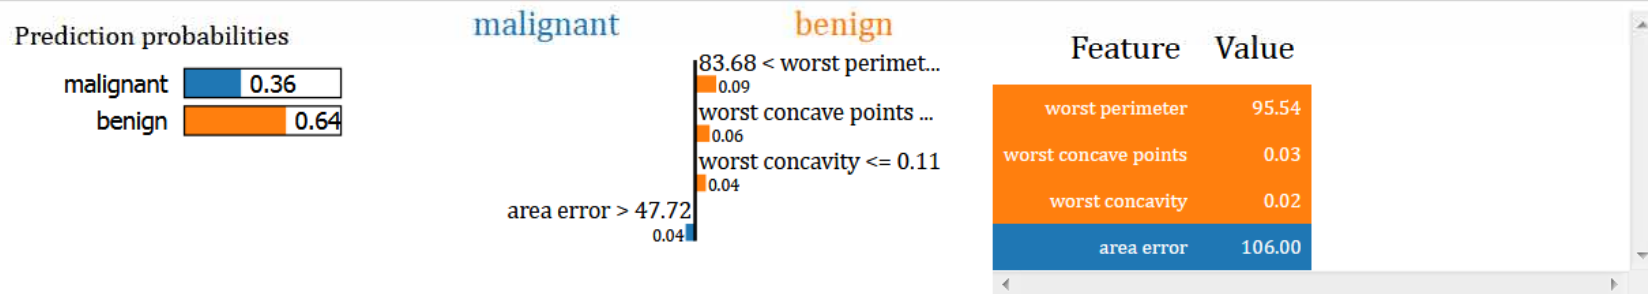 Prediction probabilities
malignant 0.36
benign 0.64
malignant benign
83.68 < worst perimet...
0.09
worst concave points ...
0.06
worst concavity <= 0.11
0.04
area error > 47.72
0.04
Feature Value
worst perimeter 95.54
worst concave points 0.03
worst concavity 0.02
area error 106.00